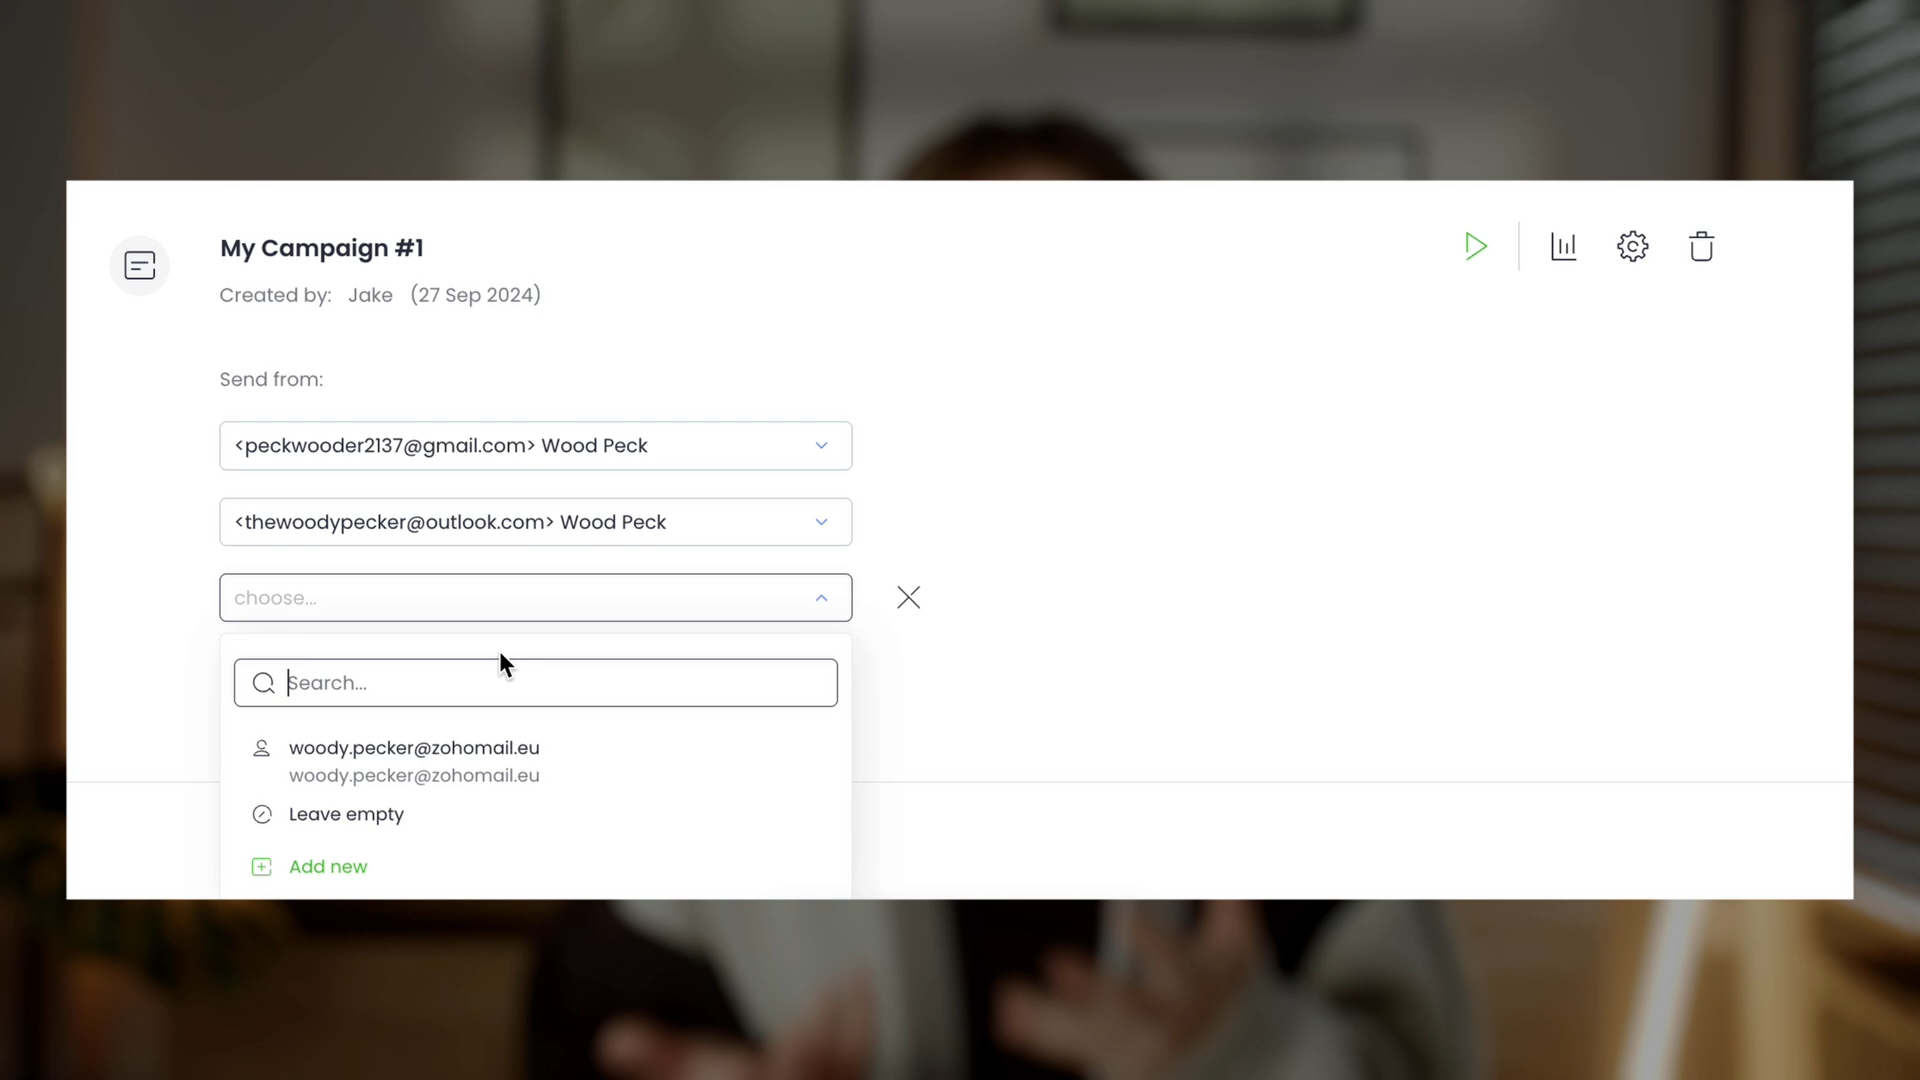 My Campaign #1
Created by: Jake (27 Sep 2024)
Send from:
<peckwooder2137@gmail.com> Wood Peck
<thewoodypecker@outlook.com> Wood Peck
choose...
Search...
woody.pecker@zohomail.eu
woody.pecker@zohomail.eu
Leave empty
Add new